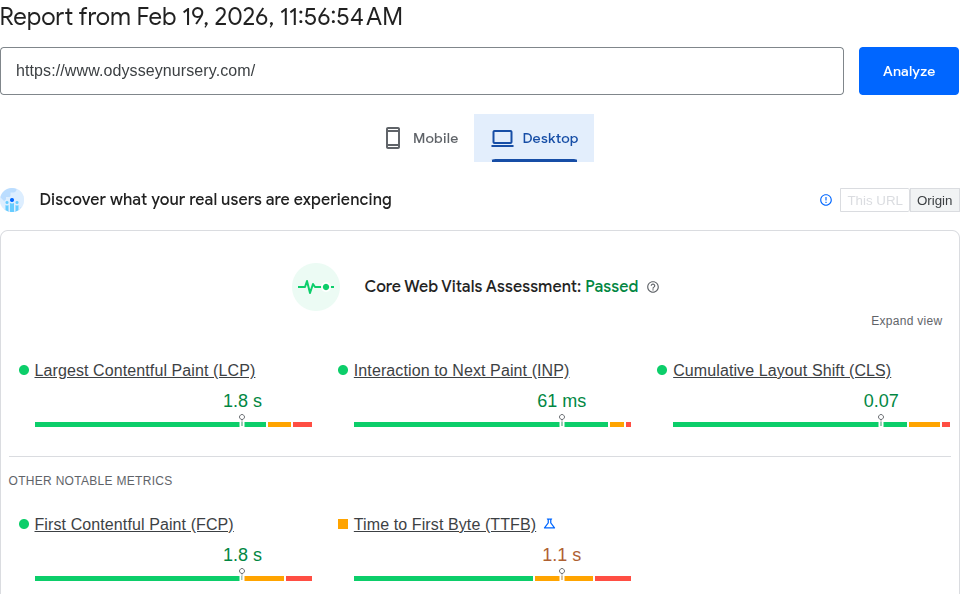 Report from Feb 19, 2026, 11:56:54 AM
https://www.odysseynursery.com/
Analyze
Mobile
Desktop
Discover what your real users are experiencing
This URL
Origin
Core Web Vitals Assessment: Passed
Expand view
Largest Contentful Paint (LCP)
1.8 s
Interaction to Next Paint (INP)
61 ms
Cumulative Layout Shift (CLS)
0.07
OTHER NOTABLE METRICS
First Contentful Paint (FCP)
1.8 s
Time to First Byte (TTFB)
1.1 s